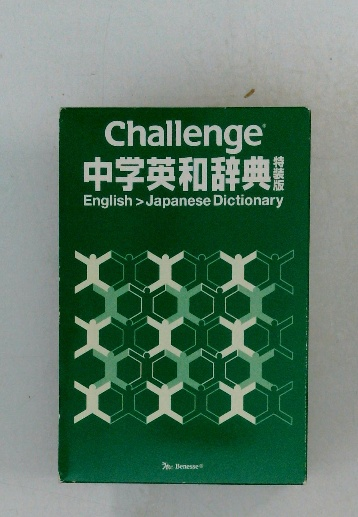 Challenge®
中学英和辞典 特装版
English > Japanese Dictionary
Benesse®